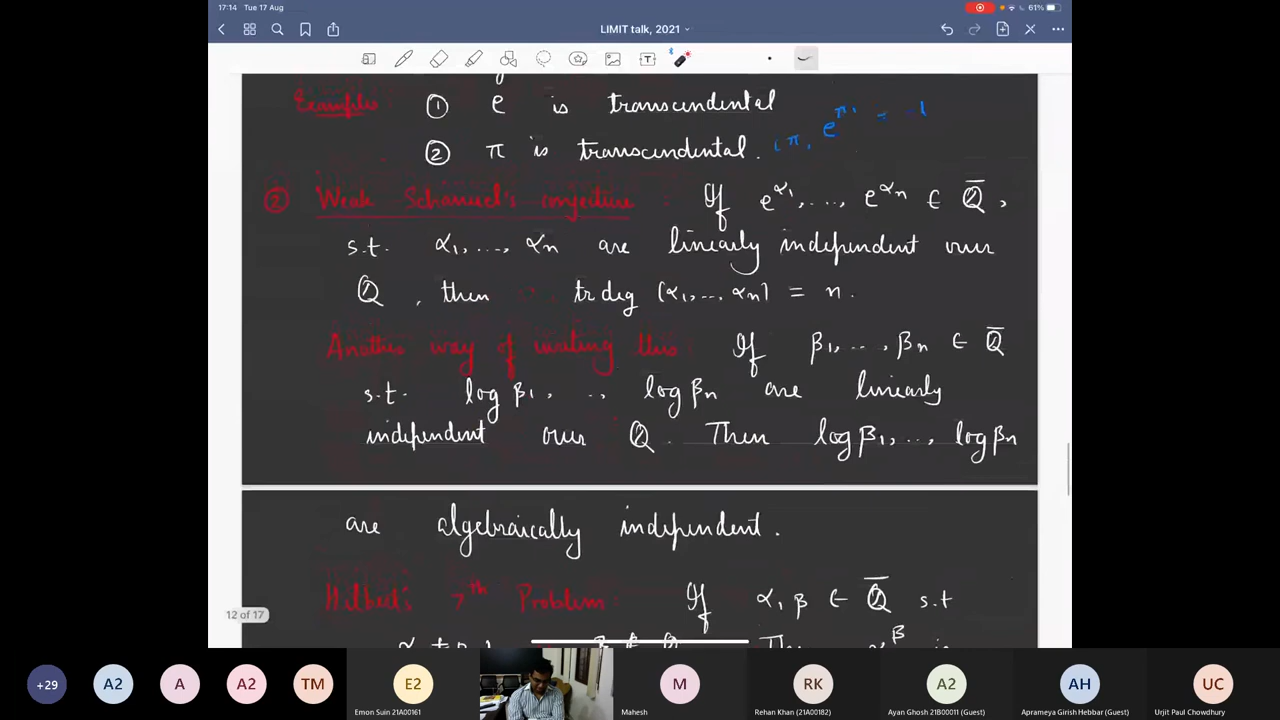 17:14 Tue 17 Aug
61%
LIMIT talk, 2021
Examples ① e is transcendental
② π is transcendental. iπ, e^{πi} = -1
② Weak Schanuel's conjecture : If e^{α₁}, ..., e^{αₙ} ∈ Q̅,
s.t. α₁, ..., αₙ are linearly independent over
Q, then tr deg (α₁, ..., αₙ) = n.
Another way of writing this: If β₁, ..., βₙ ∈ Q̅
s.t. log β₁, .., log βₙ are linearly
independent over Q. Then log β₁, .., log βₙ
are algebraically independent.
Hilbert's 7th Problem: If α, β ∈ Q̅ s.t
12 of 17
+29 A2 A A2 TM E2 M RK A2 AH UC
Emon Suin 21A00161 Mahesh Rehan Khan (21A00182) Ayan Ghosh 21B00011 (Guest) Aprameya Girish Hebbar (Guest) Urjit Paul Chowdhury